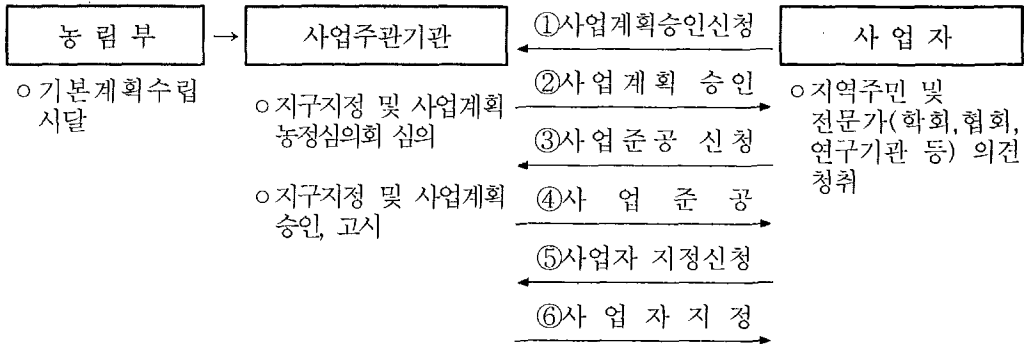 농 림 부
→
사업주관기관
사 업 자
○ 기본계획수립
시달
○ 지구지정 및 사업계획
농정심의회 심의
○ 지구지정 및 사업계획
승인, 고시
①사업계획승인신청
②사업계획 승인
③사업준공 신청
④사 업 준 공
⑤사업자 지정신청
⑥사 업 자 지 정
○ 지역주민 및
전문가(학회,협회,
연구기관 등) 의견
청취